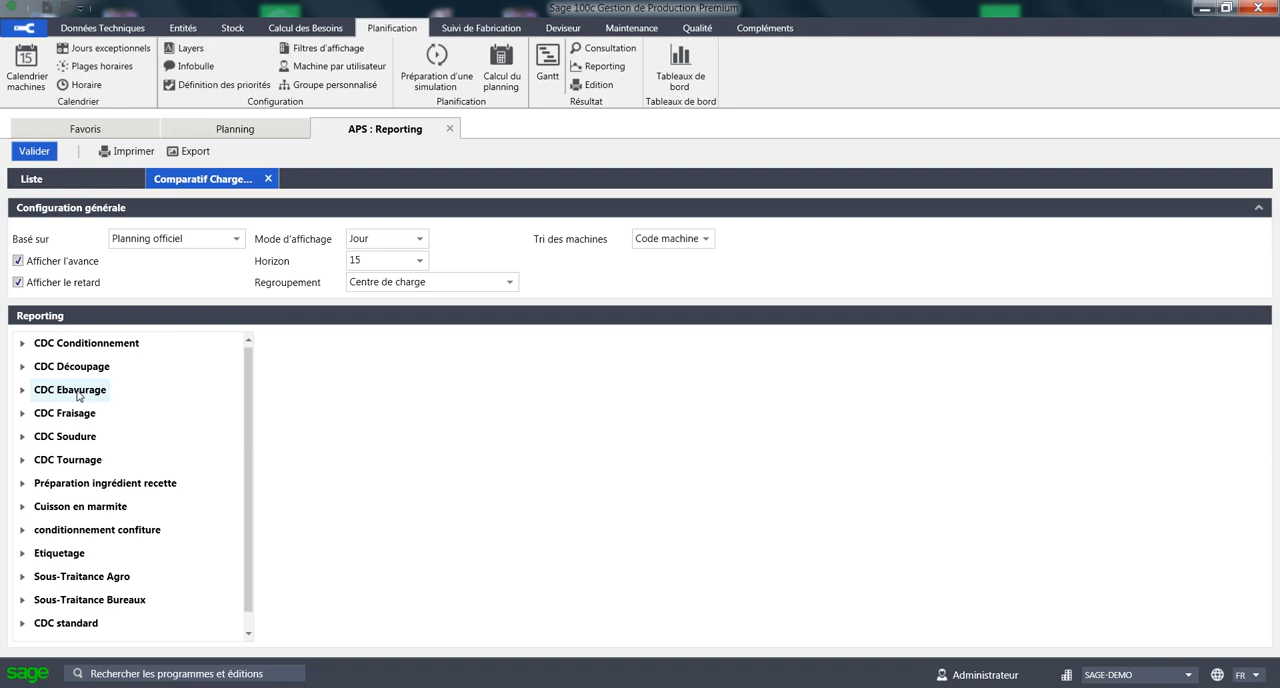 Sage 100c Gestion de Production Premium
Données Techniques Entités Stock Calcul des Besoins Planification Suivi de Fabrication Deviseur Maintenance Qualité Compléments
15
Calendrier machines
Jours exceptionnels
Plages horaires
Horaire
Calendrier
Layers
Infobulle
Définition des priorités
Filtres d'affichage
Machine par utilisateur
Groupe personnalisé
Configuration
Préparation d'une simulation
Calcul du planning
Planification
Gantt
Consultation
Reporting
Edition
Résultat
Tableaux de bord
Tableaux de bord
Favoris Planning APS : Reporting
Valider Imprimer Export
Liste Comparatif Charge...
Configuration générale
Basé sur Planning officiel Mode d'affichage Jour Tri des machines Code machine
Afficher l'avance Horizon 15
Afficher le retard Regroupement Centre de charge
Reporting
CDC Conditionnement
CDC Découpage
CDC Ebavurage
CDC Fraisage
CDC Soudure
CDC Tournage
Préparation ingrédient recette
Cuisson en marmite
conditionnement confiture
Etiquetage
Sous-Traitance Agro
Sous-Traitance Bureaux
CDC standard
sage Rechercher les programmes et éditions Administrateur SAGE-DEMO FR